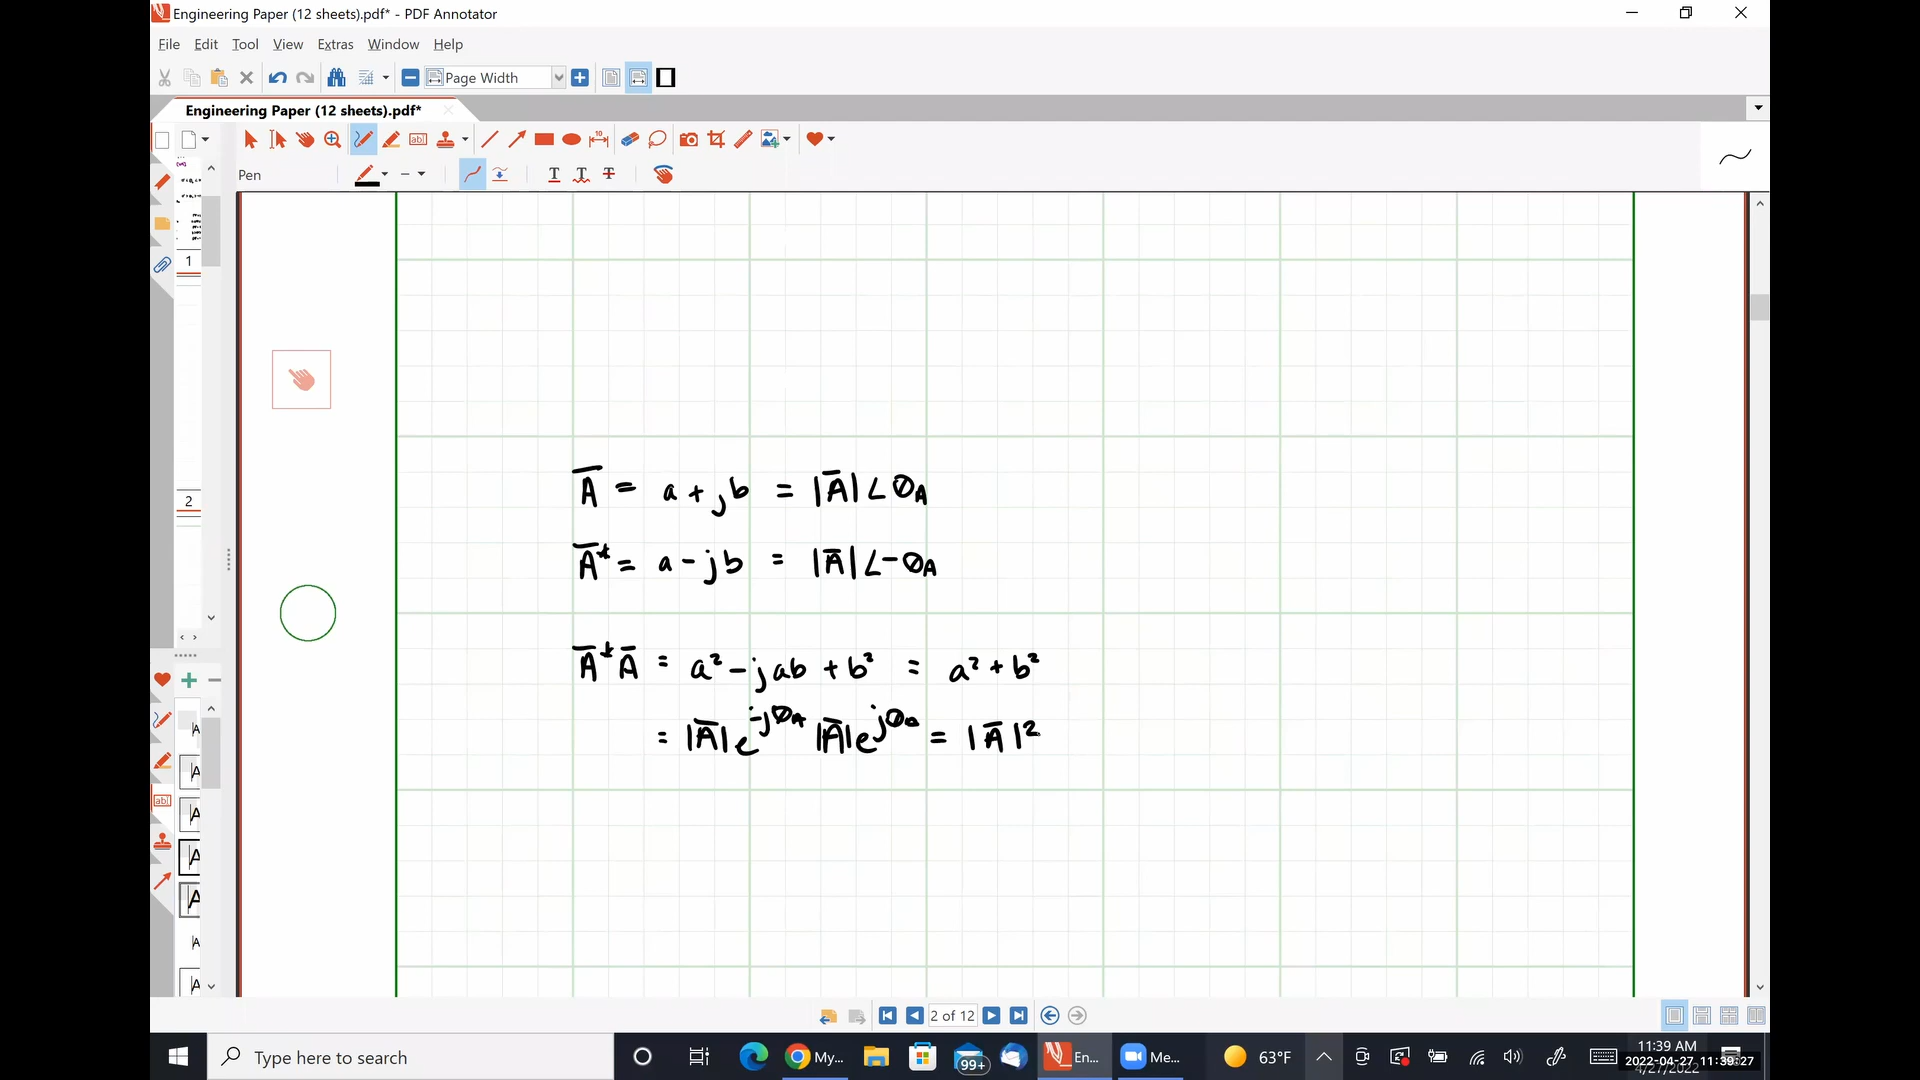 Engineering Paper (12 sheets).pdf* - PDF Annotator
File Edit Tool View Extras Window Help
Page Width
Engineering Paper (12 sheets).pdf*
Pen
1
2
A̅ = a + jb = |A̅| ∠ θA
A̅* = a - jb = |A̅| ∠-θA
A̅*A̅ = a² - jab + b² = a² + b²
= |A̅| e^-jθA |A̅| e^jθA = |A̅|²
2 of 12
Type here to search
99+
My...
En...
Me...
63°F
11:39 AM
4/27/2022
2022-04-27 11:39:27